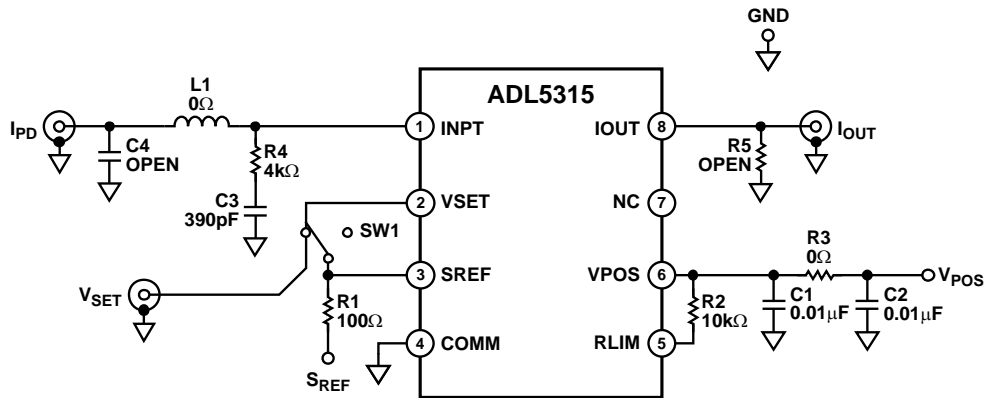 GND
ADL5315
L1
0Ω
I_PD
1
INPT
IOUT
8
I_OUT
C4
OPEN
R4
4kΩ
R5
OPEN
C3
390pF
2
VSET
NC
7
SW1
3
SREF
VPOS
6
R3
0Ω
V_POS
V_SET
R1
100Ω
R2
10kΩ
C1
0.01μF
C2
0.01μF
4
COMM
RLIM
5
S_REF